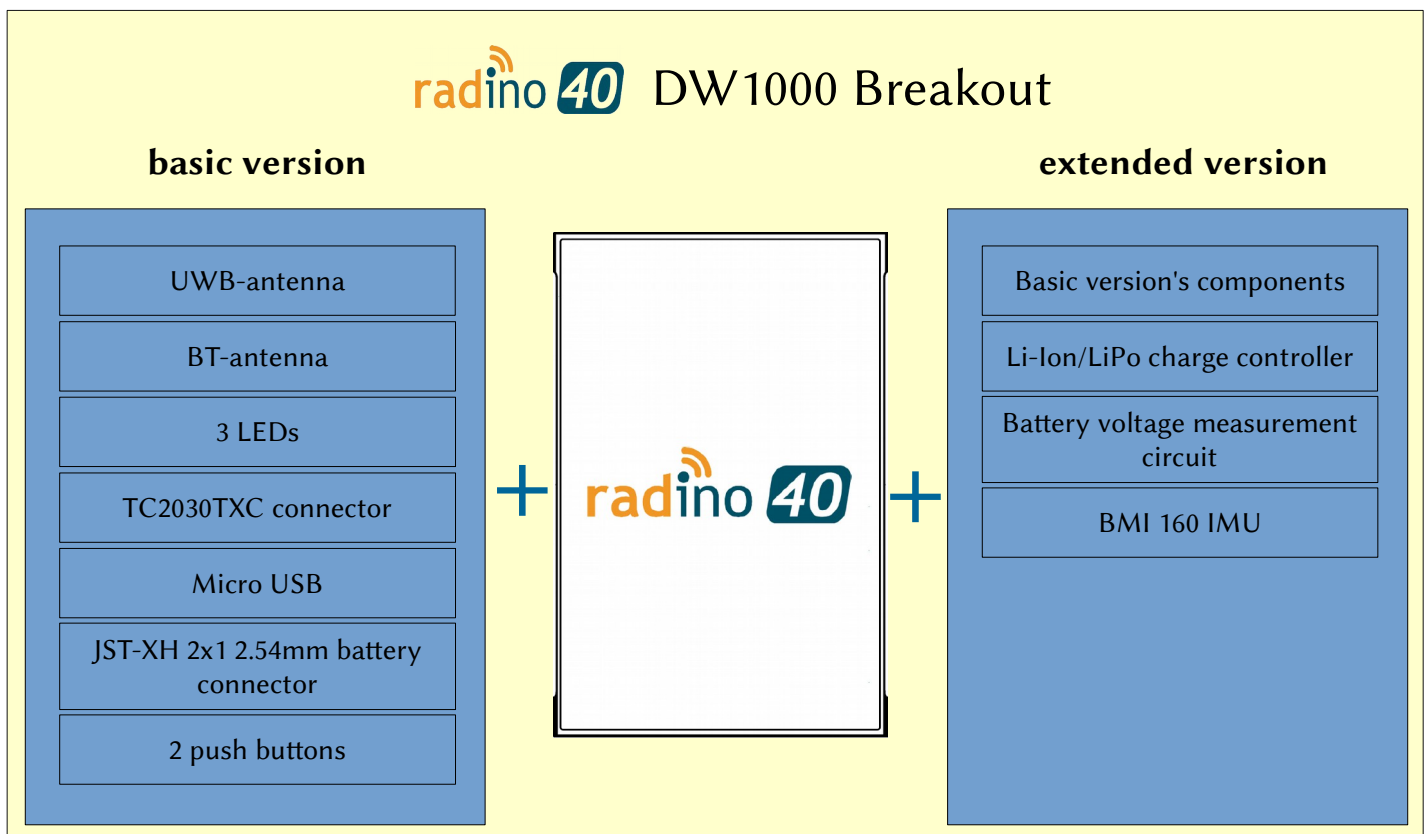 radino 40 DW1000 Breakout
basic version
UWB-antenna
BT-antenna
3 LEDs
TC2030TXC connector
Micro USB
JST-XH 2x1 2.54mm battery
connector
2 push buttons
+
radino 40
+
extended version
Basic version's components
Li-Ion/LiPo charge controller
Battery voltage measurement
circuit
BMI 160 IMU